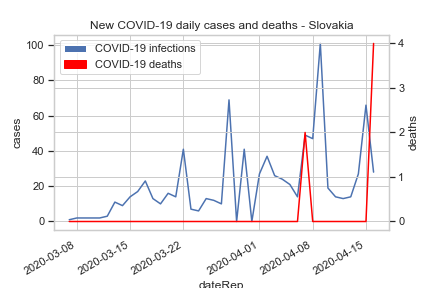 New COVID-19 daily cases and deaths - Slovakia
COVID-19 infections
COVID-19 deaths
100
80
60
40
20
0
cases
4
3
2
1
0
deaths
2020-03-08
2020-03-15
2020-03-22
2020-04-01
2020-04-08
2020-04-15
dateRep